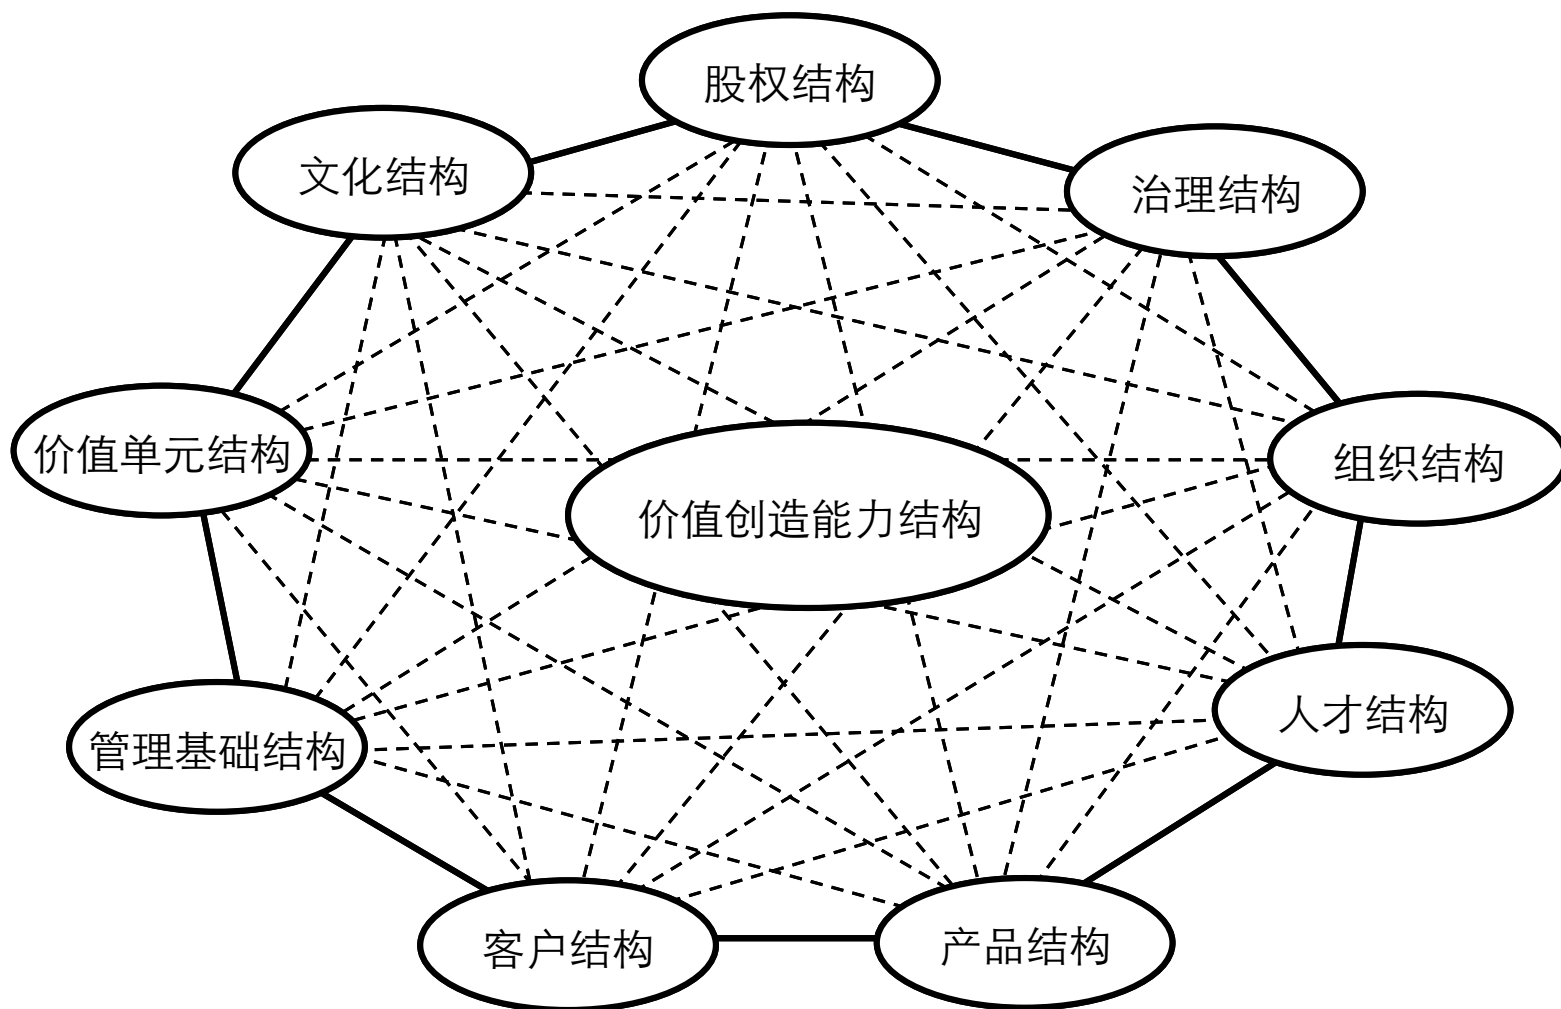 股权结构
文化结构
治理结构
价值单元结构
组织结构
价值创造能力结构
人才结构
管理基础结构
客户结构
产品结构